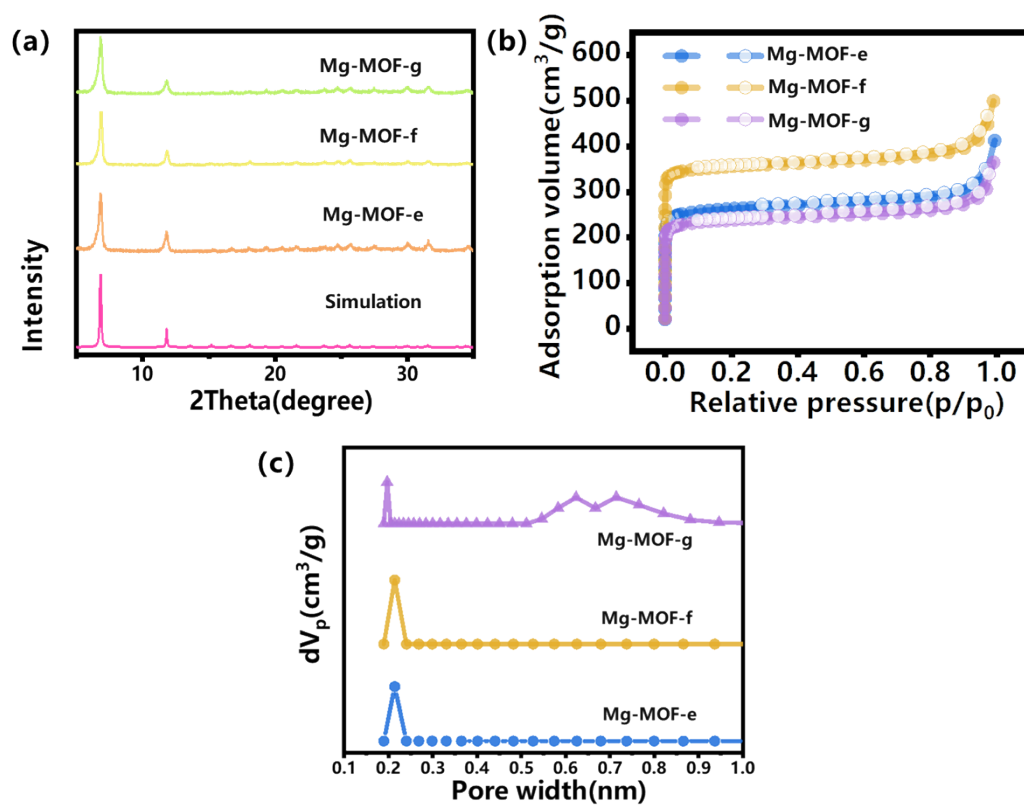 (a)
Mg-MOF-g
Mg-MOF-f
Mg-MOF-e
Simulation
Intensity
10
20
30
2Theta(degree)
(b)
Mg-MOF-e
Mg-MOF-f
Mg-MOF-g
600
500
400
300
200
100
0
Adsorption volume(cm³/g)
0.0 0.2 0.4 0.6 0.8 1.0
Relative pressure(p/p₀)
(c)
Mg-MOF-g
Mg-MOF-f
Mg-MOF-e
dVₚ(cm³/g)
0.1 0.2 0.3 0.4 0.5 0.6 0.7 0.8 0.9 1.0
Pore width(nm)